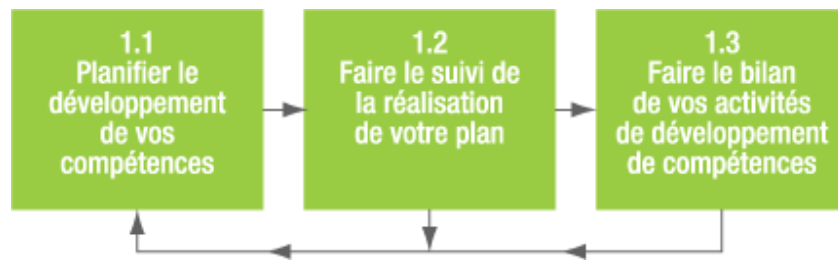 1.1
Planifier le
développement
de vos
compétences
1.2
Faire le suivi de
la réalisation
de votre plan
1.3
Faire le bilan
de vos activités
de développement
de compétences